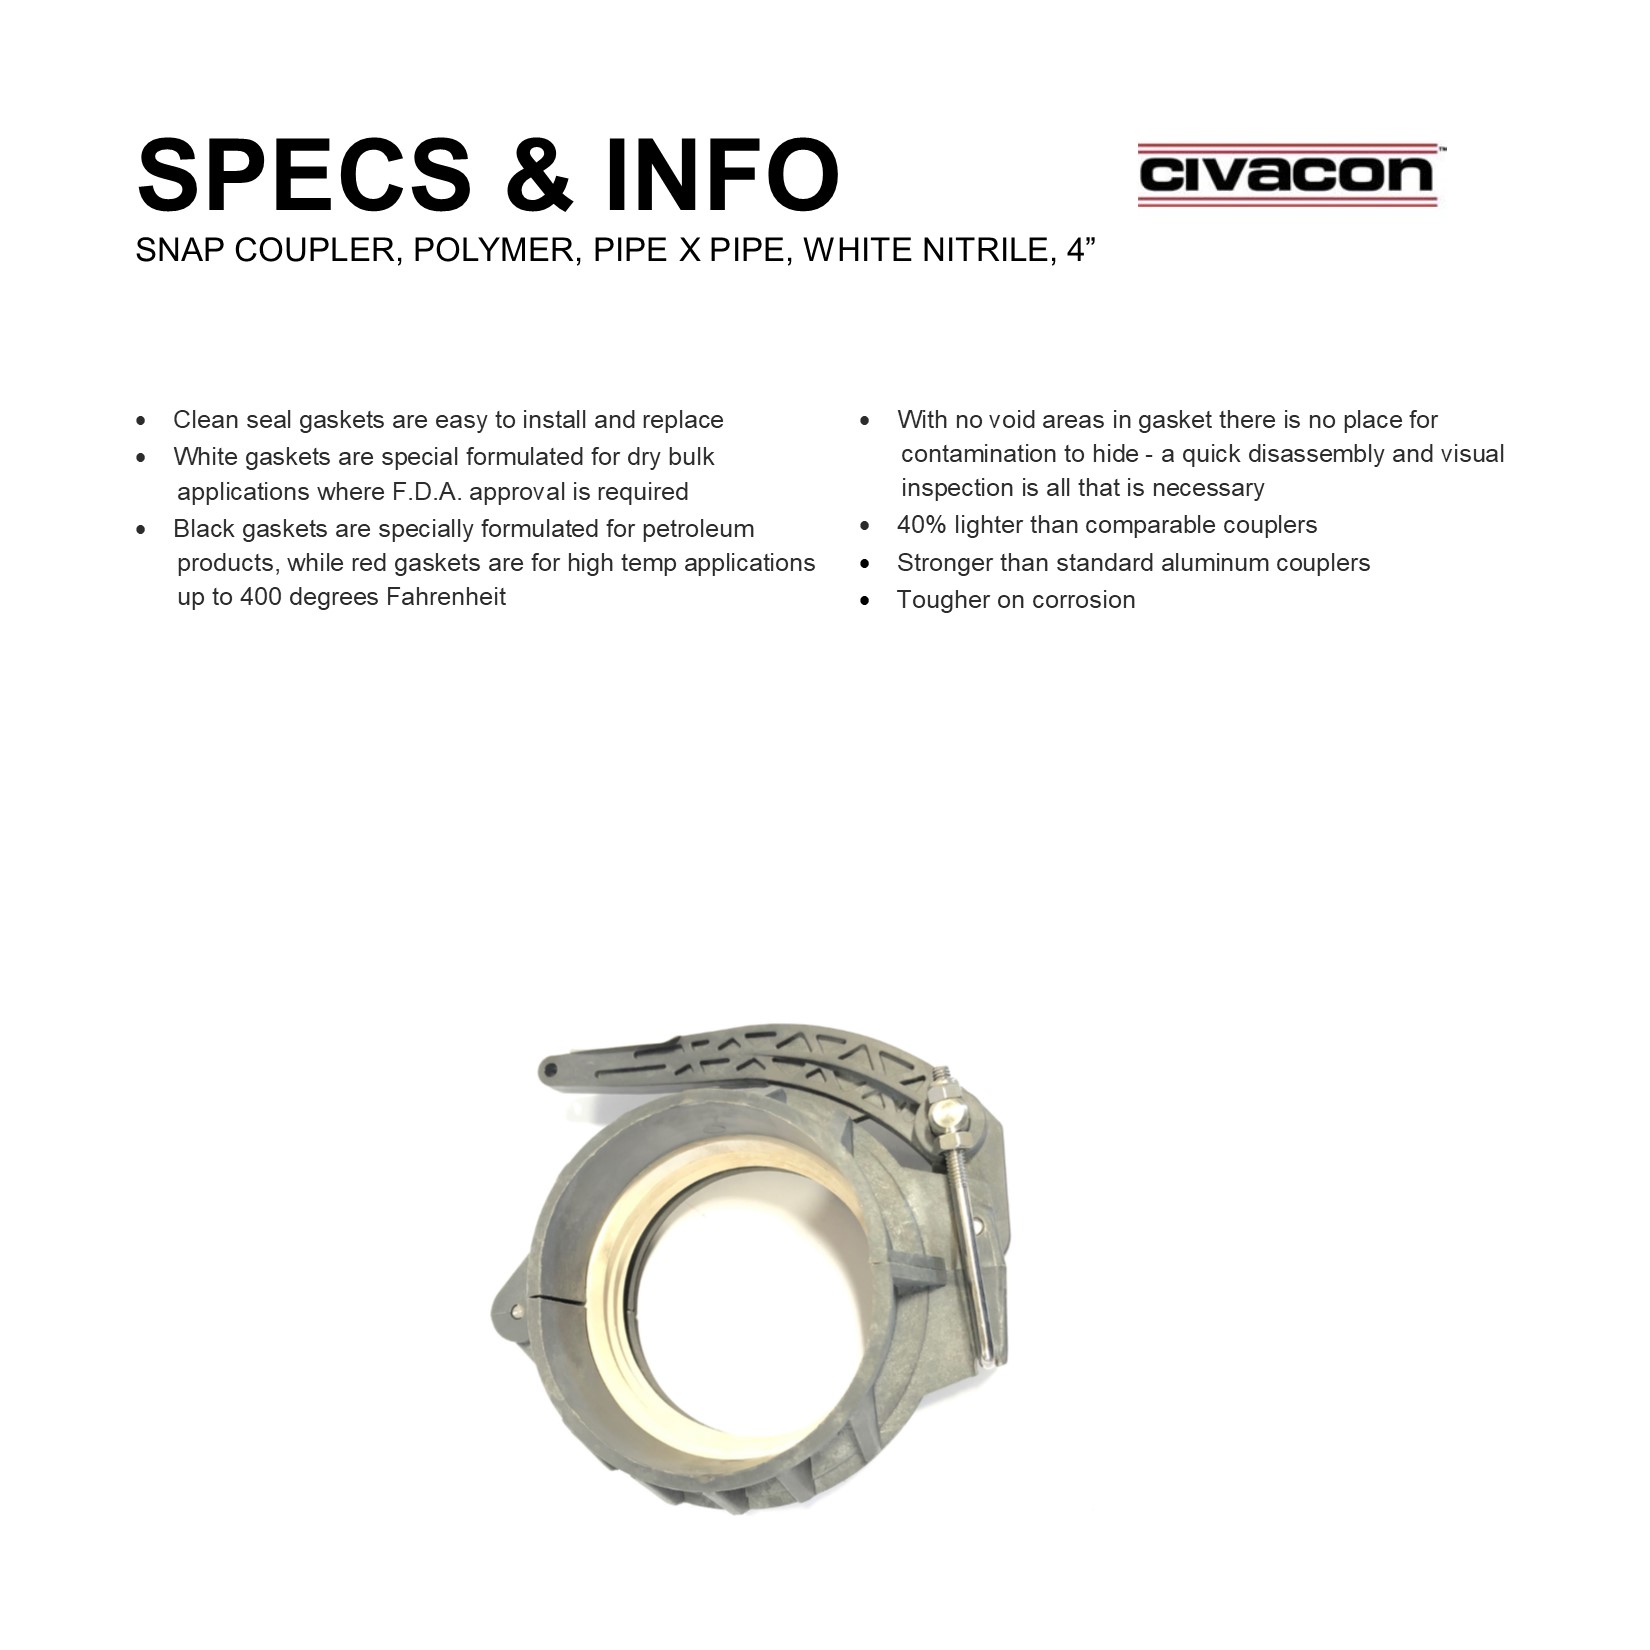 SPECS & INFO
civacon™
SNAP COUPLER, POLYMER, PIPE X PIPE, WHITE NITRILE, 4”
• Clean seal gaskets are easy to install and replace
• White gaskets are special formulated for dry bulk
applications where F.D.A. approval is required
• Black gaskets are specially formulated for petroleum
products, while red gaskets are for high temp applications
up to 400 degrees Fahrenheit
• With no void areas in gasket there is no place for
contamination to hide - a quick disassembly and visual
inspection is all that is necessary
• 40% lighter than comparable couplers
• Stronger than standard aluminum couplers
• Tougher on corrosion